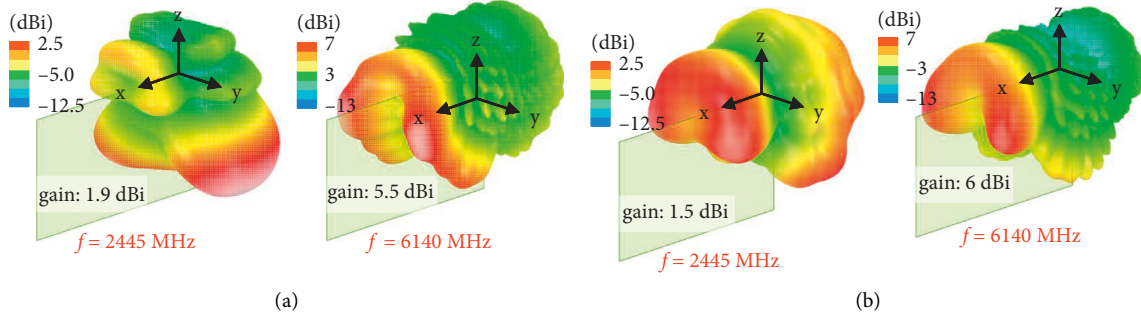 (dBi)
2.5
−5.0
−12.5
z
x
y
gain: 1.9 dBi
f = 2445 MHz
(dBi)
7
3
−13
z
x
y
gain: 5.5 dBi
f = 6140 MHz
(a)
(dBi)
2.5
−5.0
−12.5
z
x
y
gain: 1.5 dBi
f = 2445 MHz
(dBi)
7
−3
−13
z
x
y
gain: 6 dBi
f = 6140 MHz
(b)